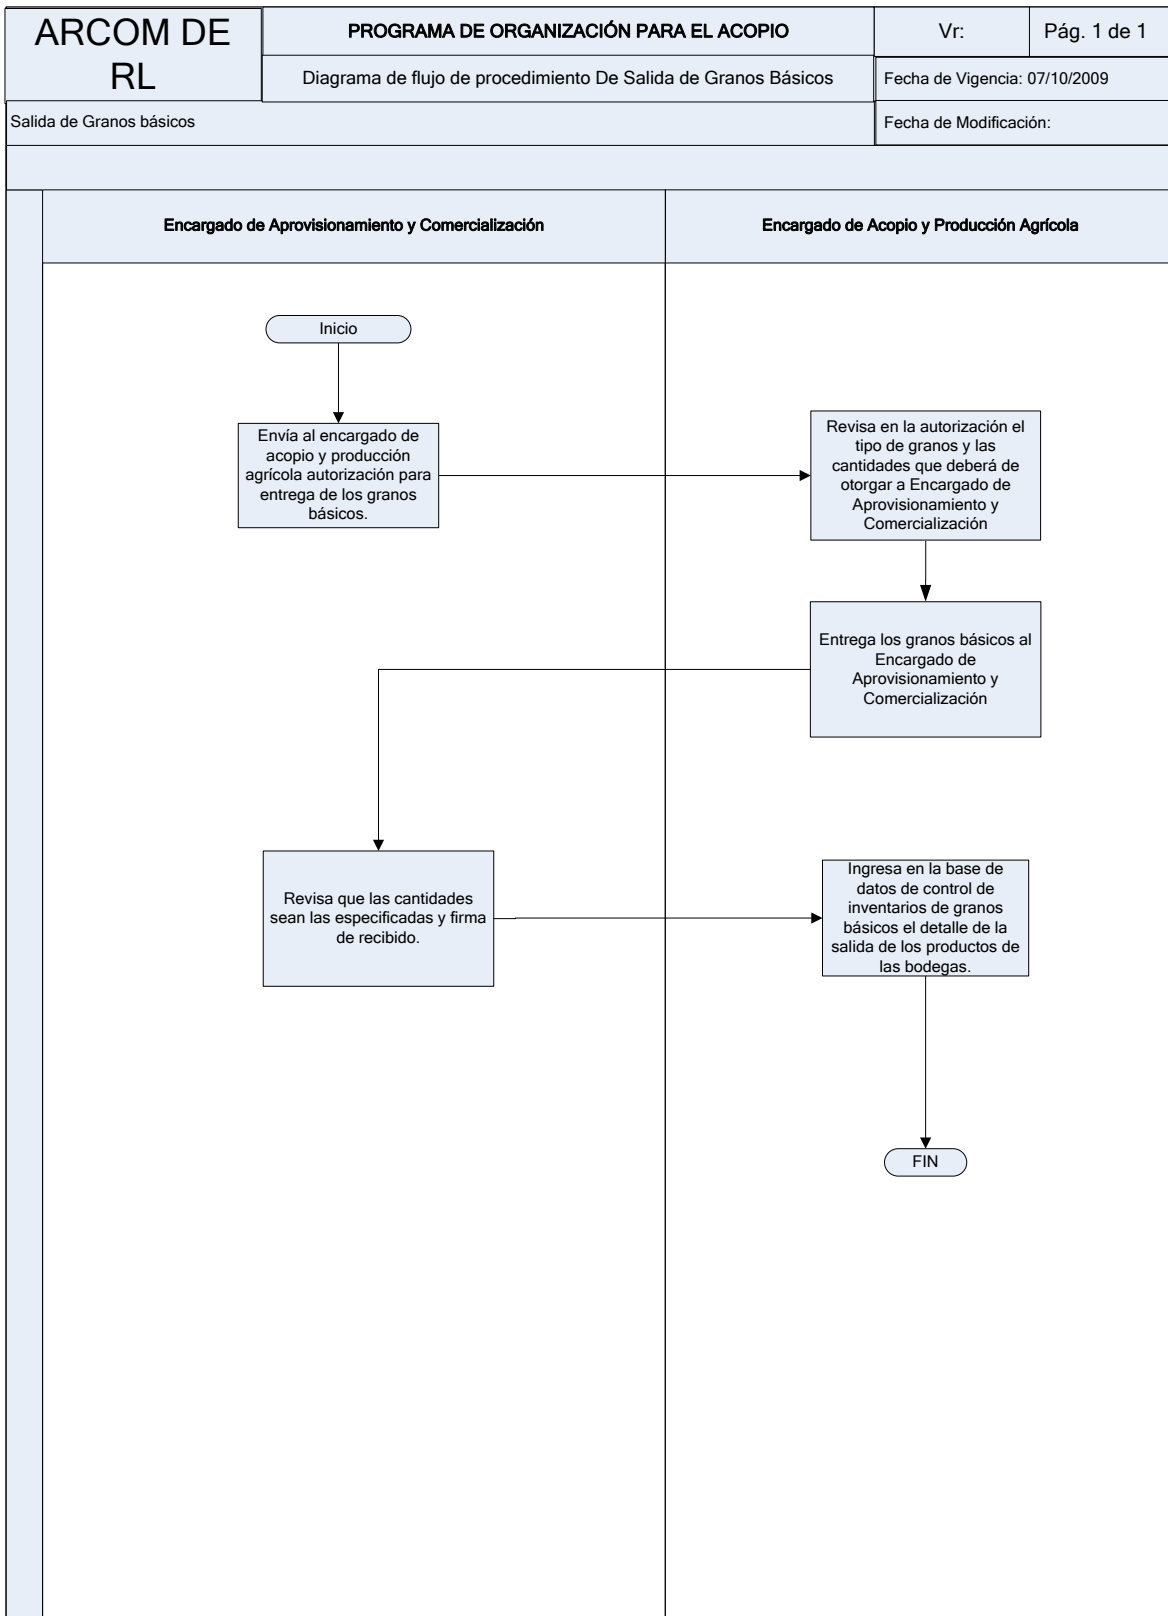 ARCOM DE
RL
PROGRAMA DE ORGANIZACIÓN PARA EL ACOPIO
Vr:
Pág. 1 de 1
Diagrama de flujo de procedimiento De Salida de Granos Básicos
Fecha de Vigencia: 07/10/2009
Salida de Granos básicos
Fecha de Modificación:
Encargado de Aprovisionamiento y Comercialización
Encargado de Acopio y Producción Agrícola
Inicio
Envía al encargado de
acopio y producción
agrícola autorización para
entrega de los granos
básicos.
Revisa en la autorización el
tipo de granos y las
cantidades que deberá de
otorgar a Encargado de
Aprovisionamiento y
Comercialización
Entrega los granos básicos al
Encargado de
Aprovisionamiento y
Comercialización
Revisa que las cantidades
sean las especificadas y firma
de recibido.
Ingresa en la base de
datos de control de
inventarios de granos
básicos el detalle de la
salida de los productos de
las bodegas.
FIN